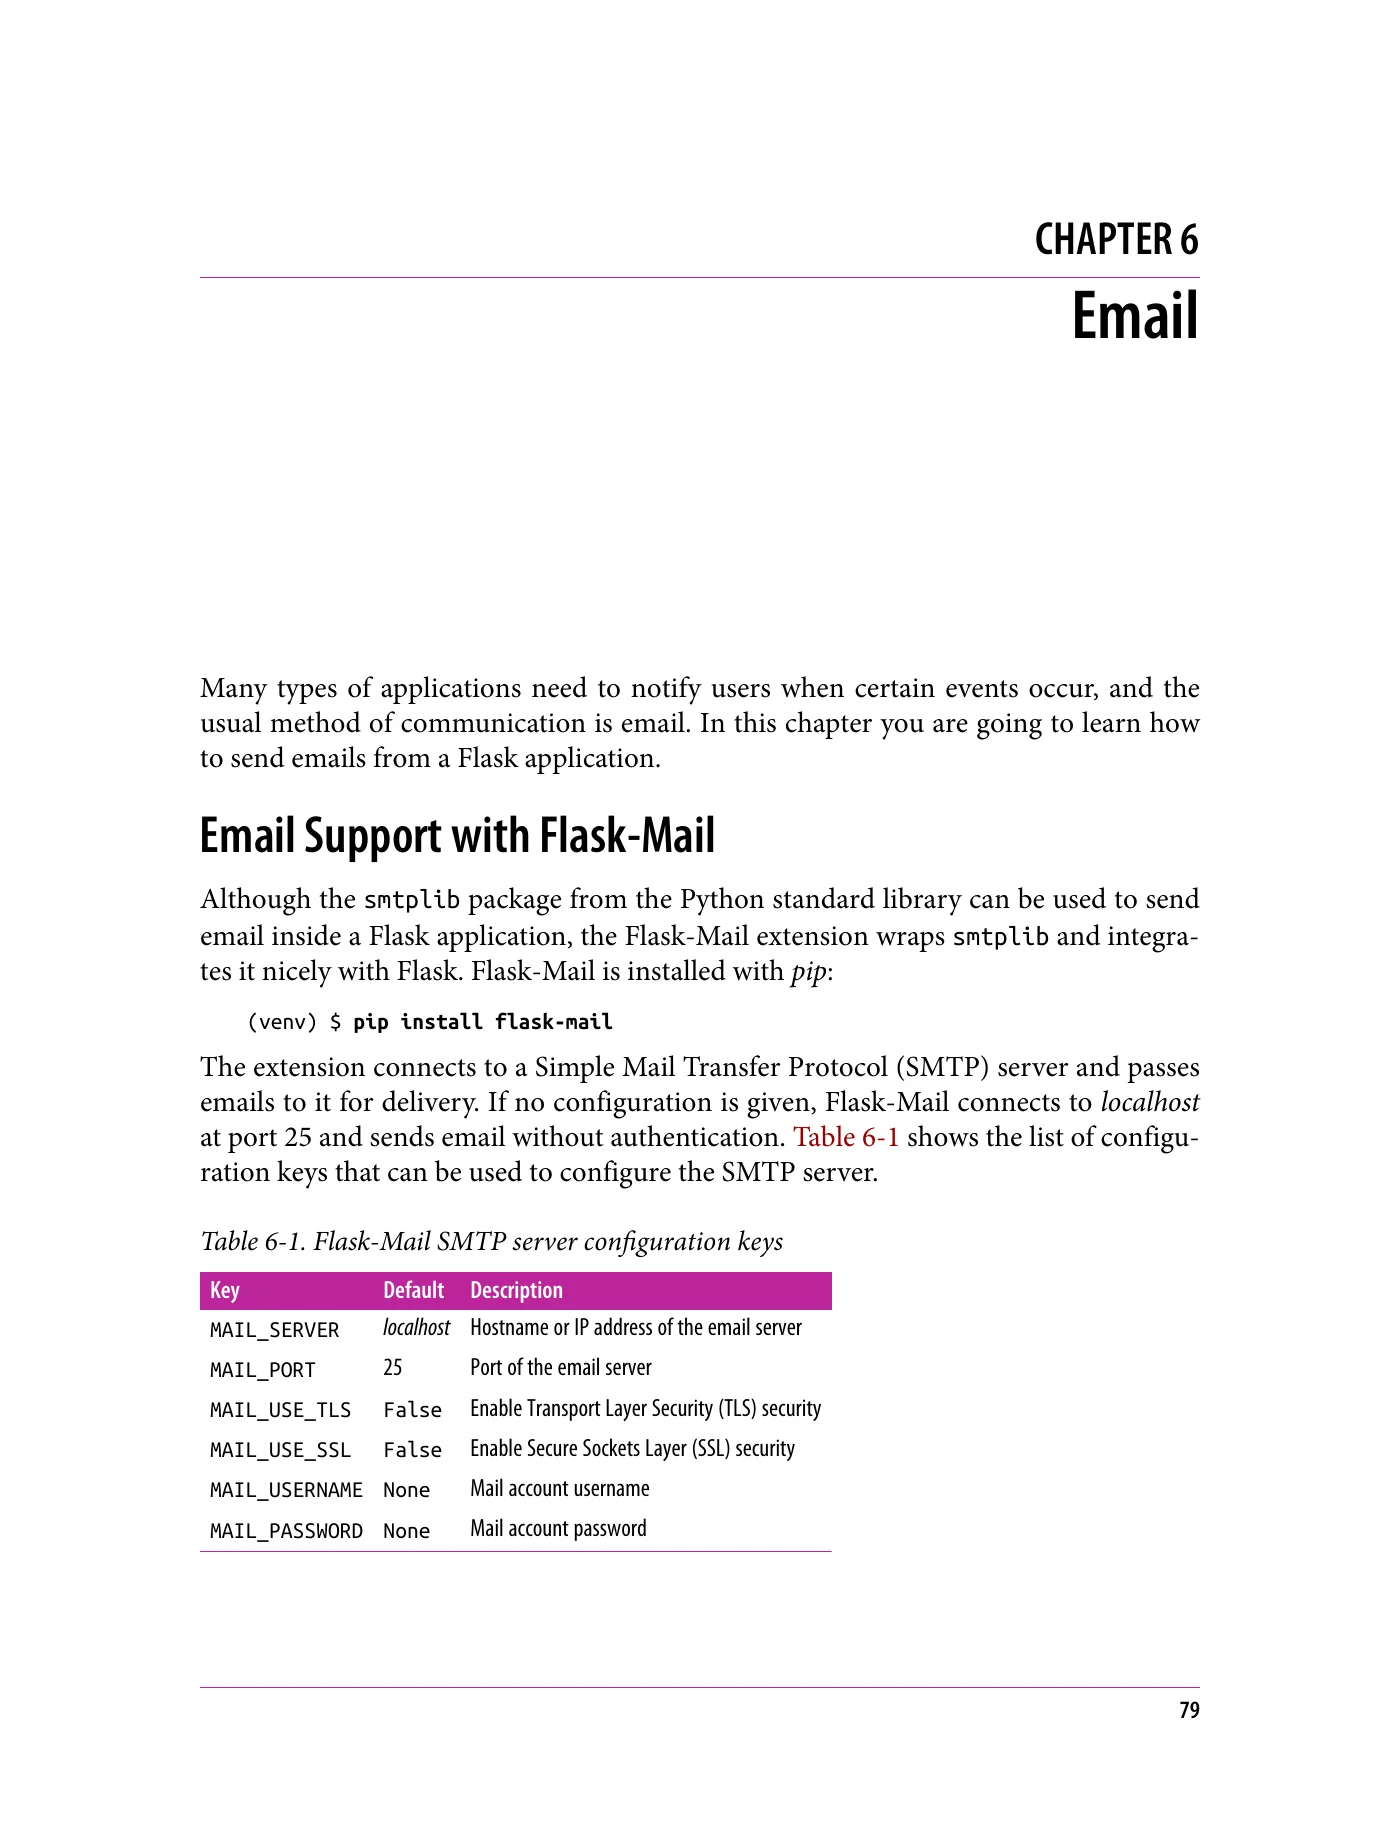 CHAPTER 6
Email
Many types of applications need to notify users when certain events occur, and the
usual method of communication is email. In this chapter you are going to learn how
to send emails from a Flask application.
Email Support with Flask-Mail
Although the smtplib package from the Python standard library can be used to send
email inside a Flask application, the Flask-Mail extension wraps smtplib and integra-
tes it nicely with Flask. Flask-Mail is installed with pip:
(venv) $ pip install flask-mail
The extension connects to a Simple Mail Transfer Protocol (SMTP) server and passes
emails to it for delivery. If no configuration is given, Flask-Mail connects to localhost
at port 25 and sends email without authentication. Table 6-1 shows the list of configu-
ration keys that can be used to configure the SMTP server.
Table 6-1. Flask-Mail SMTP server configuration keys
Key Default Description
MAIL_SERVER localhost Hostname or IP address of the email server
MAIL_PORT 25 Port of the email server
MAIL_USE_TLS False Enable Transport Layer Security (TLS) security
MAIL_USE_SSL False Enable Secure Sockets Layer (SSL) security
MAIL_USERNAME None Mail account username
MAIL_PASSWORD None Mail account password
79